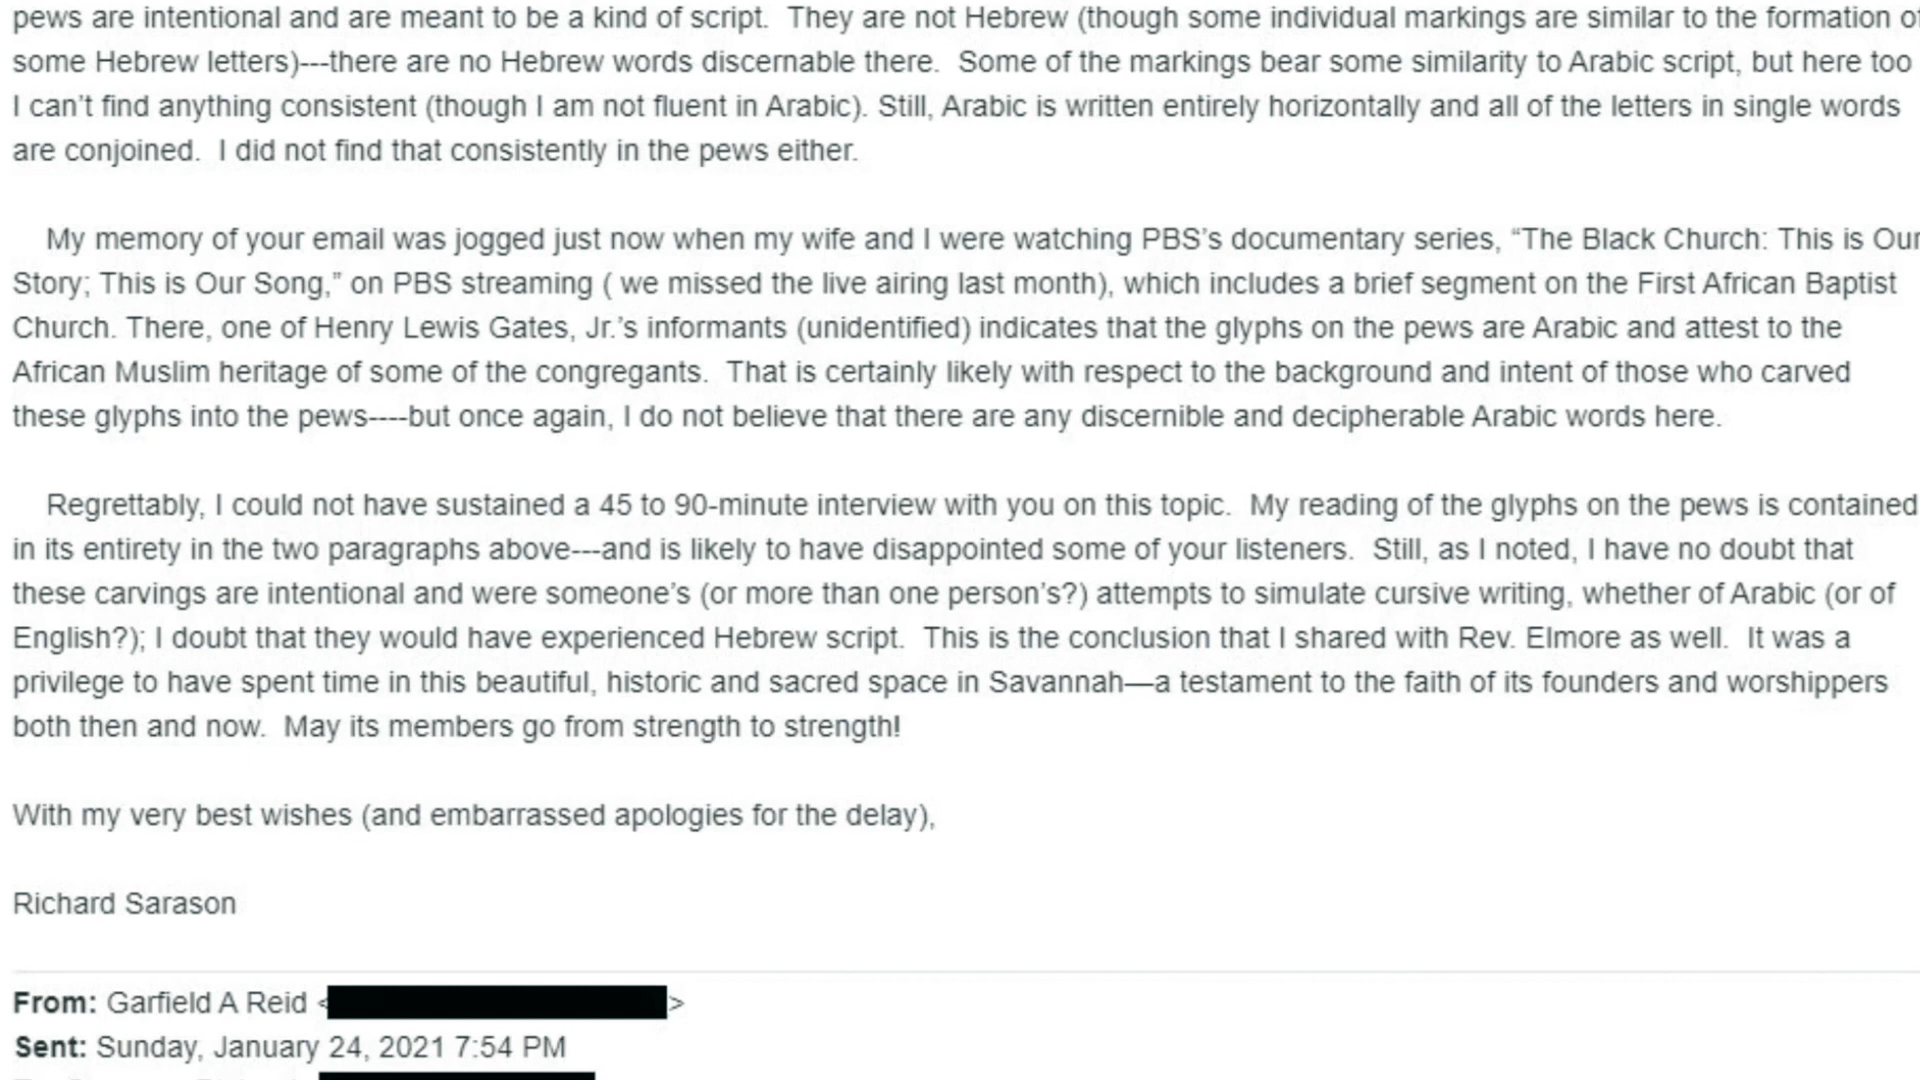 pews are intentional and are meant to be a kind of script.  They are not Hebrew (though some individual markings are similar to the formation of
some Hebrew letters)---there are no Hebrew words discernable there.  Some of the markings bear some similarity to Arabic script, but here too
I can't find anything consistent (though I am not fluent in Arabic). Still, Arabic is written entirely horizontally and all of the letters in single words
are conjoined.  I did not find that consistently in the pews either.
My memory of your email was jogged just now when my wife and I were watching PBS's documentary series, “The Black Church: This is Our
Story; This is Our Song,” on PBS streaming ( we missed the live airing last month), which includes a brief segment on the First African Baptist
Church. There, one of Henry Lewis Gates, Jr.'s informants (unidentified) indicates that the glyphs on the pews are Arabic and attest to the
African Muslim heritage of some of the congregants.  That is certainly likely with respect to the background and intent of those who carved
these glyphs into the pews----but once again, I do not believe that there are any discernible and decipherable Arabic words here.
Regrettably, I could not have sustained a 45 to 90-minute interview with you on this topic.  My reading of the glyphs on the pews is contained
in its entirety in the two paragraphs above---and is likely to have disappointed some of your listeners.  Still, as I noted, I have no doubt that
these carvings are intentional and were someone's (or more than one person's?) attempts to simulate cursive writing, whether of Arabic (or of
English?); I doubt that they would have experienced Hebrew script.  This is the conclusion that I shared with Rev. Elmore as well.  It was a
privilege to have spent time in this beautiful, historic and sacred space in Savannah—a testament to the faith of its founders and worshippers
both then and now.  May its members go from strength to strength!
With my very best wishes (and embarrassed apologies for the delay),
Richard Sarason
From: Garfield A Reid < >
Sent: Sunday, January 24, 2021 7:54 PM